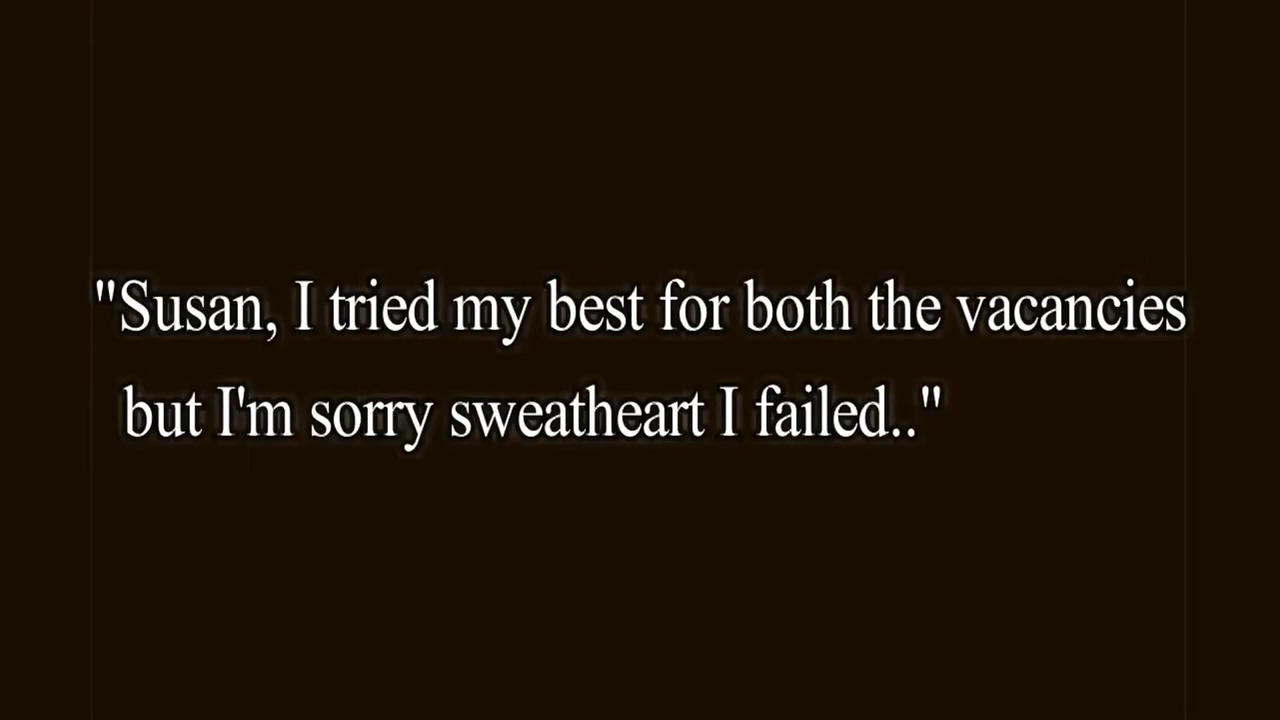 "Susan, I tried my best for both the vacancies
but I'm sorry sweatheart I failed.."